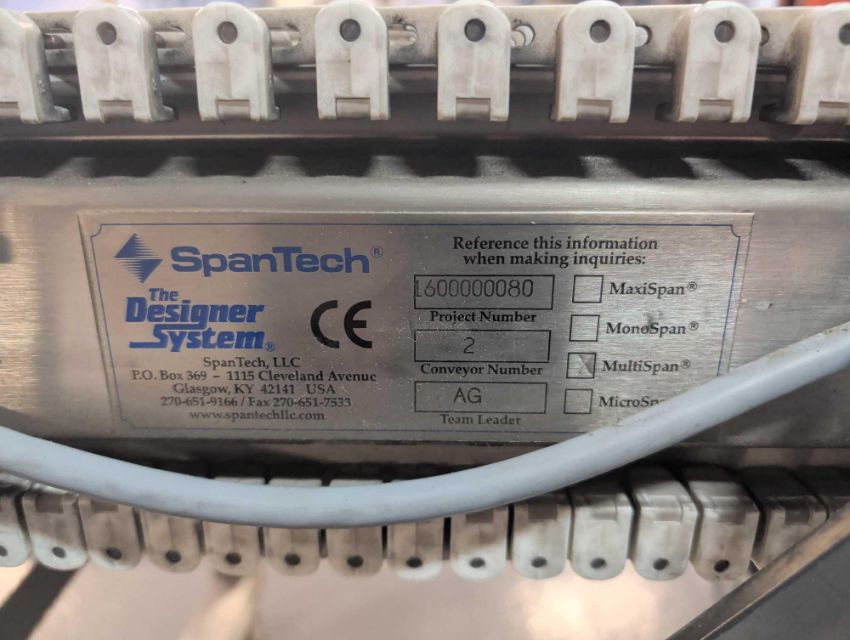 SpanTech®
The
Designer
System®
CE
SpanTech, LLC
P.O. Box 369 – 1115 Cleveland Avenue
Glasgow, KY 42141 USA
270-651-9166 / Fax 270-651-7533
www.spantechllc.com
Reference this information
when making inquiries:
1600000080
Project Number
2
Conveyor Number
AG
Team Leader
MaxiSpan®
MonoSpan®
MultiSpan®